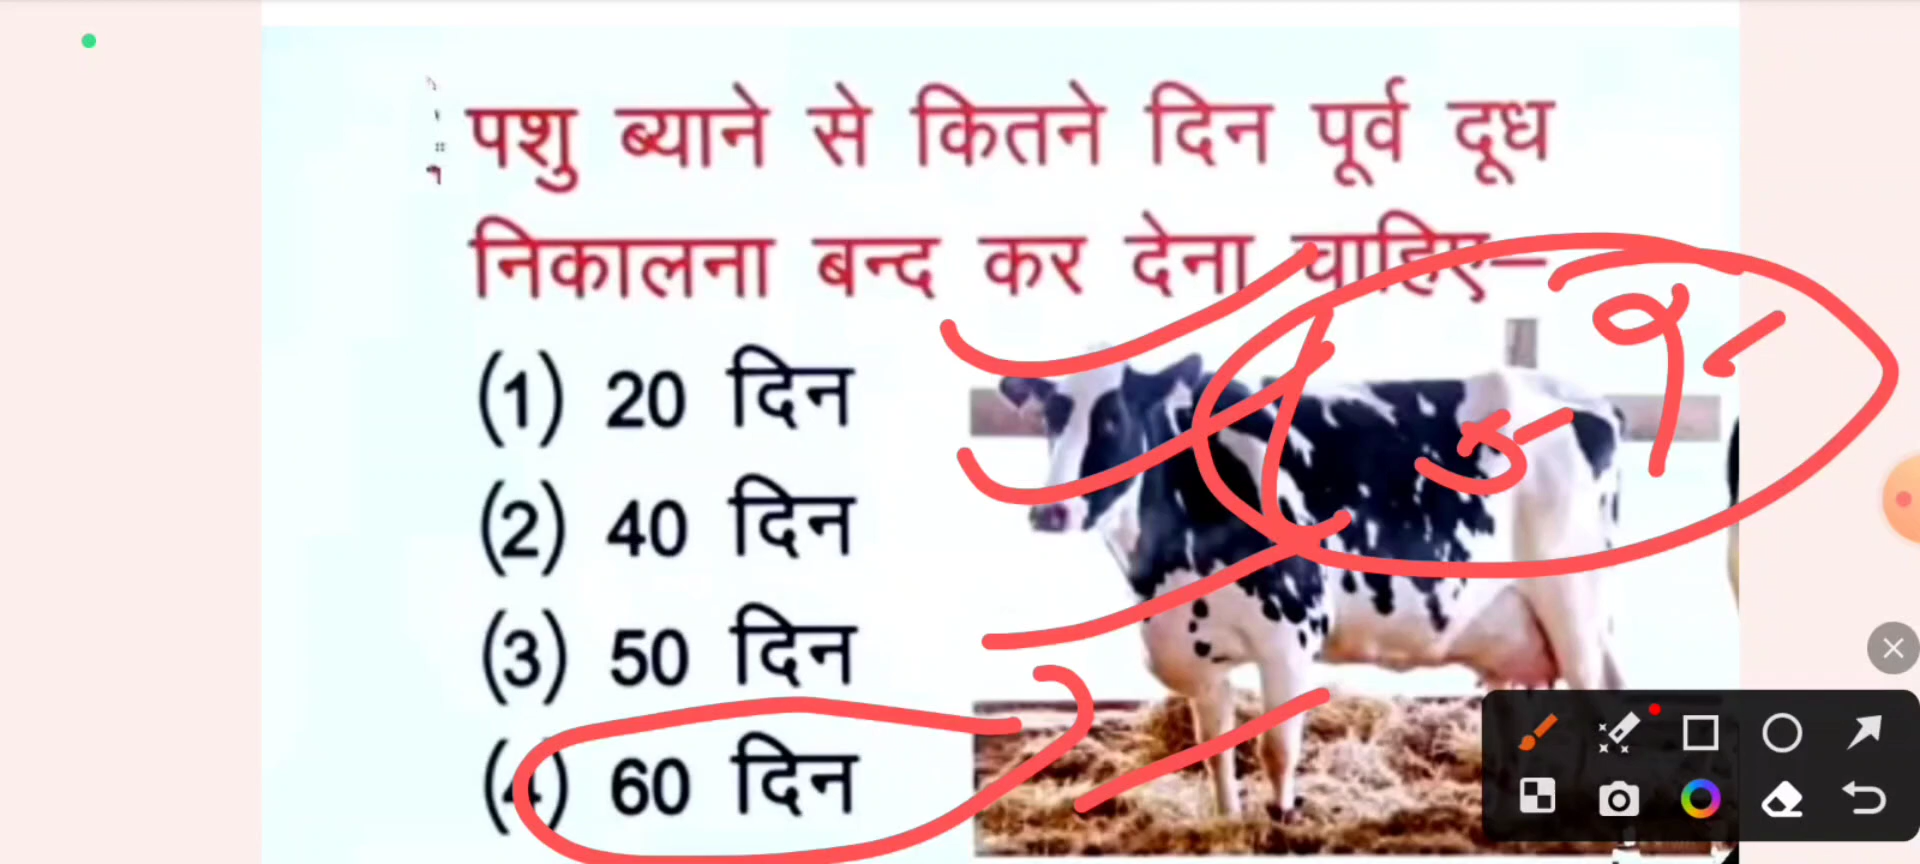 पशु ब्याने से कितने दिन पूर्व दूध
निकालना बन्द कर देना चाहिए–
(1) 20 दिन
(2) 40 दिन
(3) 50 दिन
(4) 60 दिन